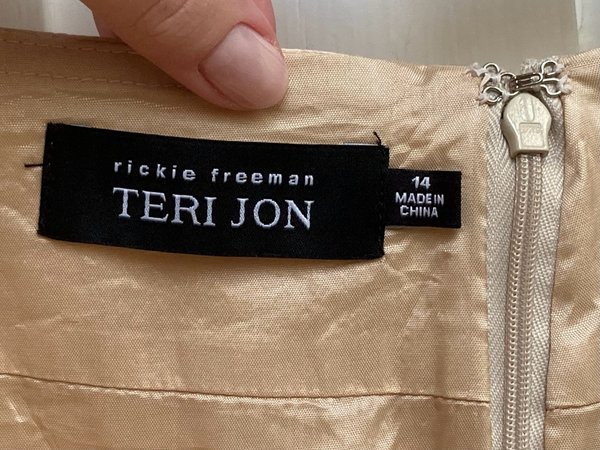 rickie freeman
TERI JON
14
MADE IN
CHINA